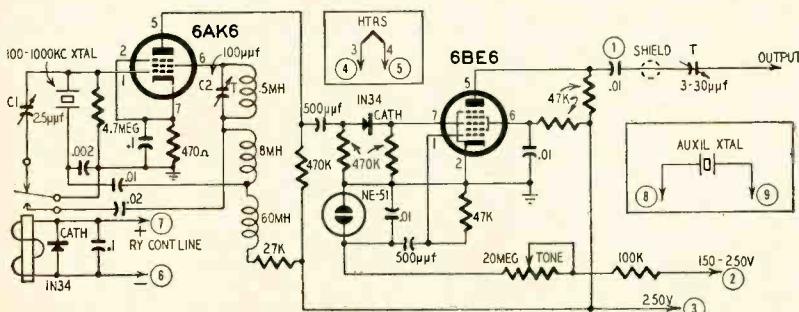 6AK6
5
2
1
6
7
100-1000KC XTAL
C1
25µµf
4.7MEG
.002
.1
470Ω
.01
.02
100µµf
C2
T
.5MH
8MH
60MH
27K
CATH
.1
IN34
+
7
RY CONT LINE
-
6
HTRS
3
4
4
5
500µµf
470K
IN34
CATH
470K
NE-51
.01
500µµf
6BE6
5
7
1
6
2
47K
47K
.01
20MEG
TONE
100K
150-250V
2
250V
3
1
.01
SHIELD
T
3-30µµf
OUTPUT
AUXIL XTAL
8
9